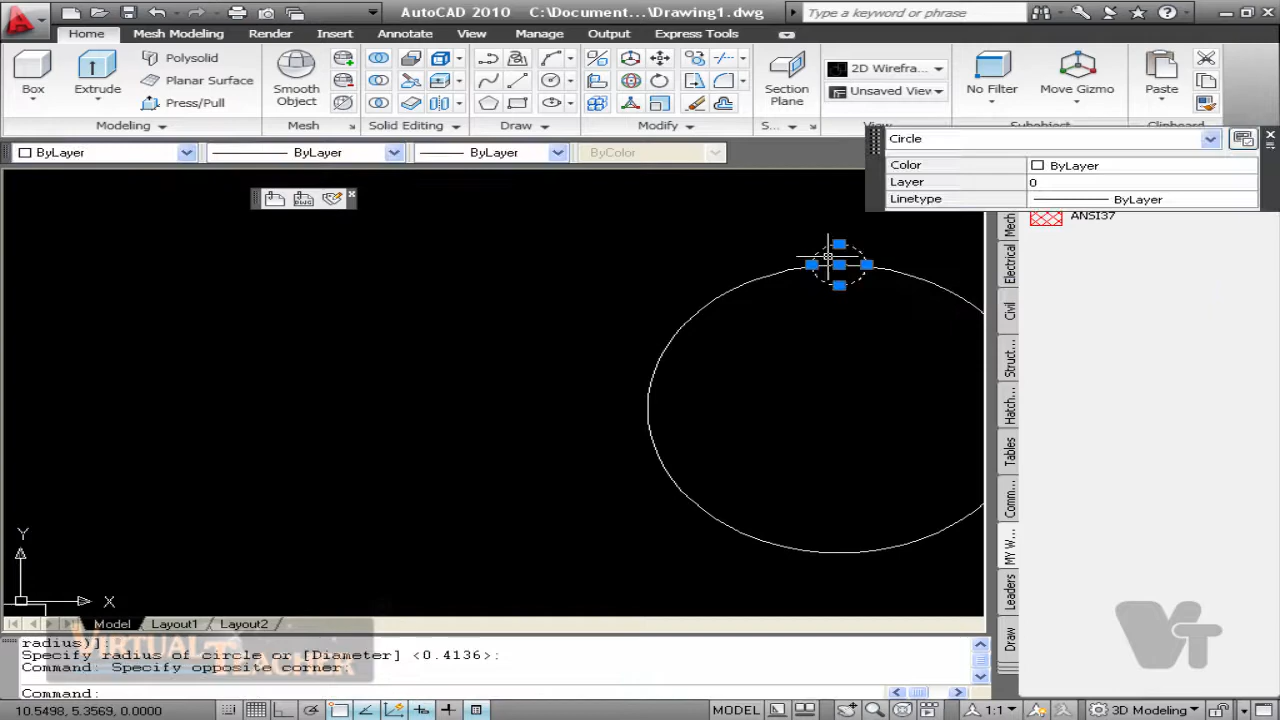 AutoCAD 2010 C:\Document...\Drawing1.dwg
Type a keyword or phrase
Home Mesh Modeling Render Insert Annotate View Manage Output Express Tools
Box
Extrude
Polysolid
Planar Surface
Press/Pull
Smooth
Object
Section
Plane
2D Wirefra...
Unsaved View
No Filter
Move Gizmo
Paste
Modeling Mesh Solid Editing Draw Modify S... View Subobject Clipboard
ByLayer ByLayer ByLayer ByColor
Circle
Color ByLayer
Layer 0
Linetype ByLayer
ANSI37
Mech
Electrical
Civil
Struct...
Hatch...
Tables
Comm...
MY W...
Leaders
Draw
Y
X
Model Layout1 Layout2
radius)]:
Specify radius of circle or [Diameter] <0.4136>:
Command: Specify opposite corner
Command:
10.5498, 5.3569, 0.0000
MODEL
1:1
3D Modeling
VT